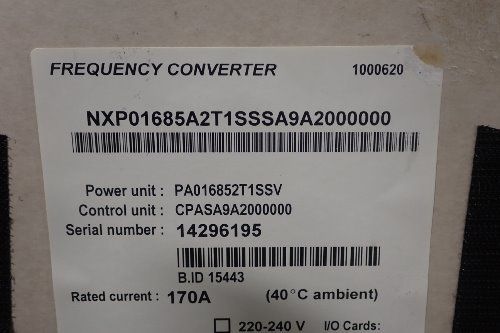 FREQUENCY CONVERTER 1000620
NXP01685A2T1SSSA9A2000000
Power unit : PA016852T1SSV
Control unit : CPASA9A2000000
Serial number : 14296195
B.ID 15443
Rated current : 170A (40°C ambient)
220-240 V I/O Cards: